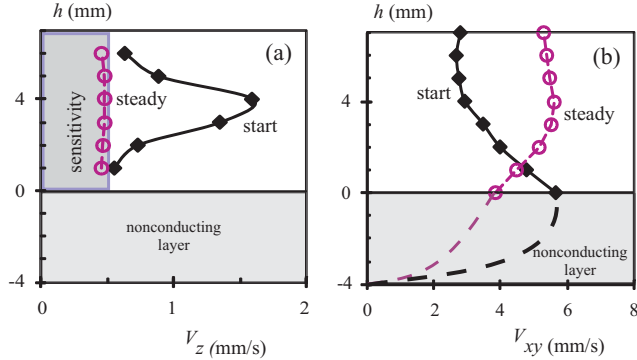 h (mm)
(a)
4
0
-4
sensitivity
steady
start
nonconducting
layer
0
1
2
V_z (mm/s)
h (mm)
(b)
4
0
-4
start
steady
nonconducting
layer
0
2
4
6
8
V_xy (mm/s)